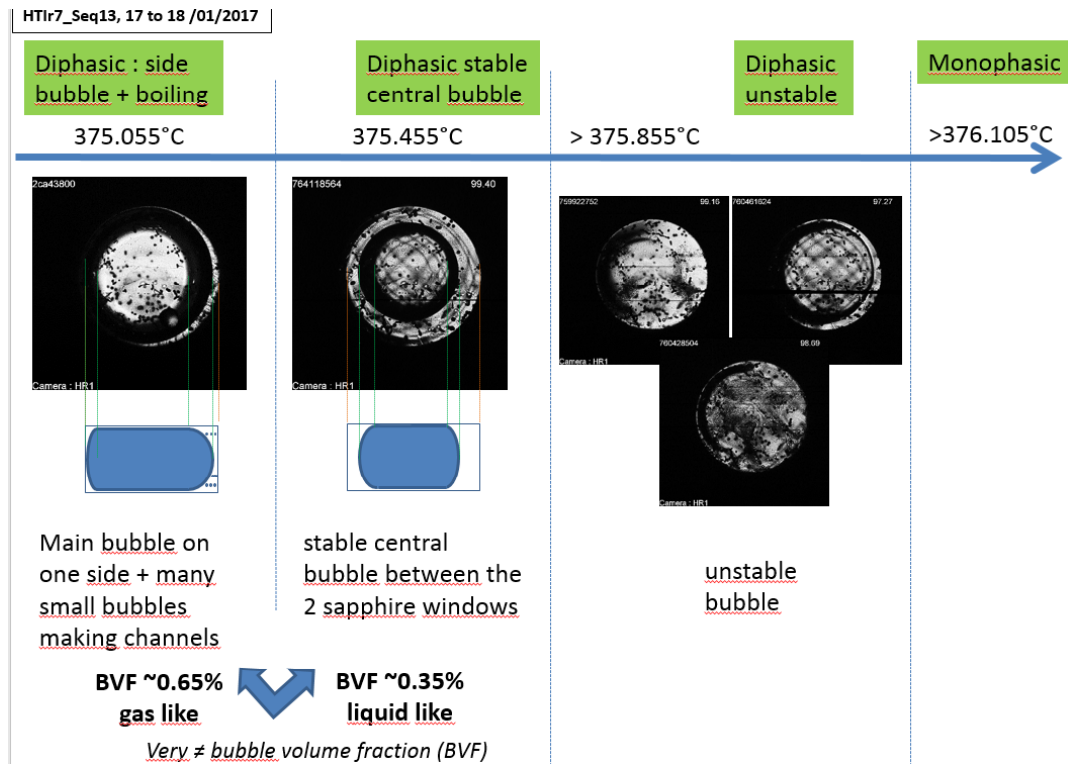 HTIr7_Seq13, 17 to 18 /01/2017
Diphasic : side
bubble + boiling
Diphasic stable
central bubble
Diphasic
unstable
Monophasic
375.055°C
375.455°C
> 375.855°C
>376.105°C
2ca43800
Camera : HR1
764118564
99.40
Camera : HR1
759922752
99.16
Camera : HR1
760461624
97.27
760428504
98.09
Camera : HR1
Main bubble on
one side + many
small bubbles
making channels
stable central
bubble between the
2 sapphire windows
unstable
bubble
BVF ~0.65%
gas like
BVF ~0.35%
liquid like
Very ≠ bubble volume fraction (BVF)